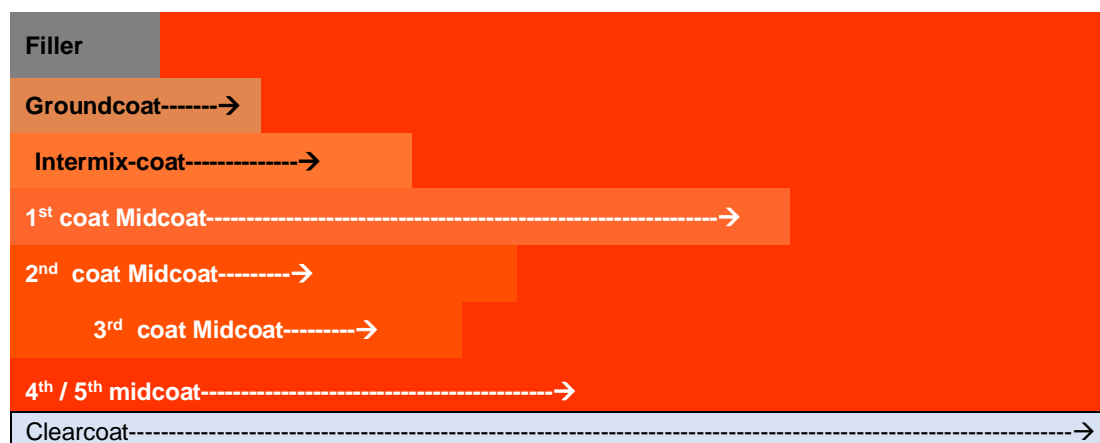 Filler
Groundcoat-------→
Intermix-coat--------------→
1st coat Midcoat----------------------------------------------------------------→
2nd  coat Midcoat---------→
3rd  coat Midcoat---------→
4th / 5th midcoat--------------------------------------------→
Clearcoat----------------------------------------------------------------------------------------------------------------------→